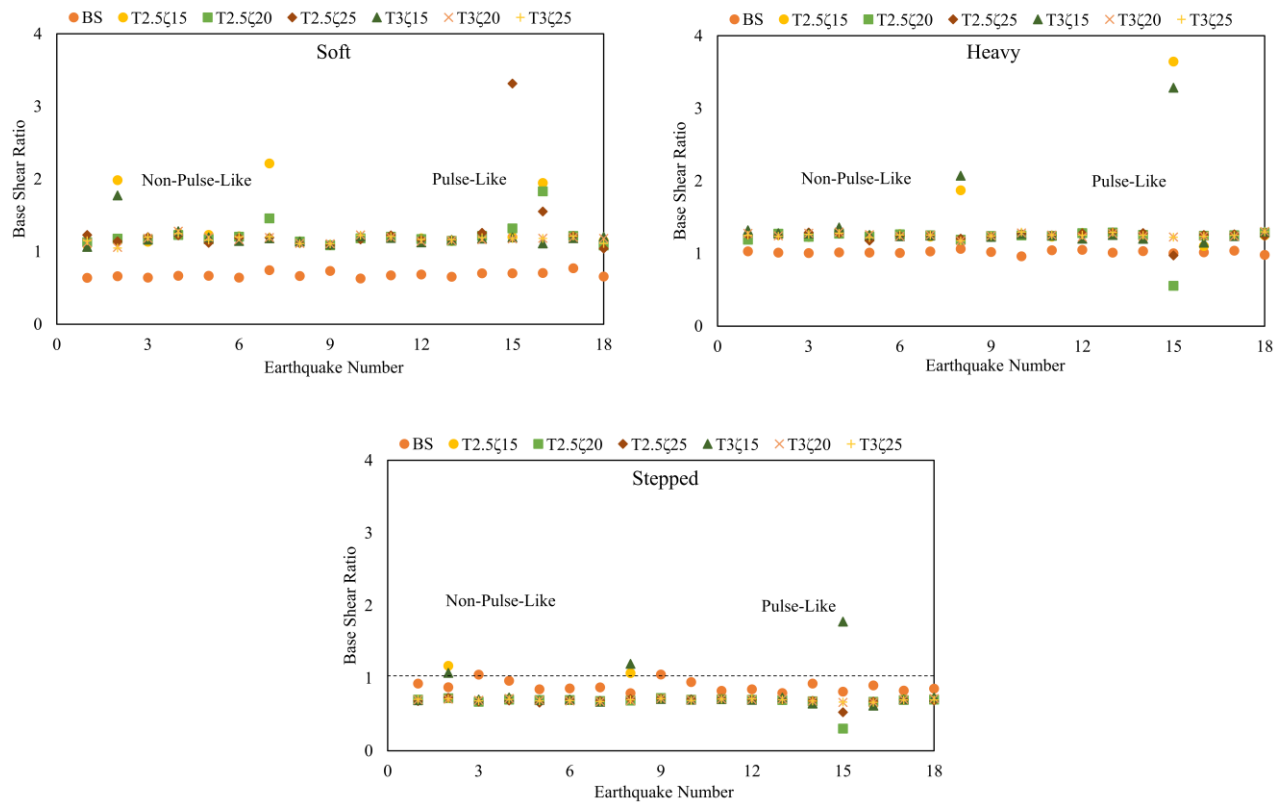 BS T2.5ζ15 T2.5ζ20 T2.5ζ25 T3ζ15 T3ζ20 T3ζ25
Soft
Non-Pulse-Like Pulse-Like
Base Shear Ratio
4
3
2
1
0
0 3 6 9 12 15 18
Earthquake Number
BS T2.5ζ15 T2.5ζ20 T2.5ζ25 T3ζ15 T3ζ20 T3ζ25
Heavy
Non-Pulse-Like Pulse-Like
Base Shear Ratio
4
3
2
1
0
0 3 6 9 12 15 18
Earthquake Number
BS T2.5ζ15 T2.5ζ20 T2.5ζ25 T3ζ15 T3ζ20 T3ζ25
Stepped
Non-Pulse-Like Pulse-Like
Base Shear Ratio
4
3
2
1
0
0 3 6 9 12 15 18
Earthquake Number